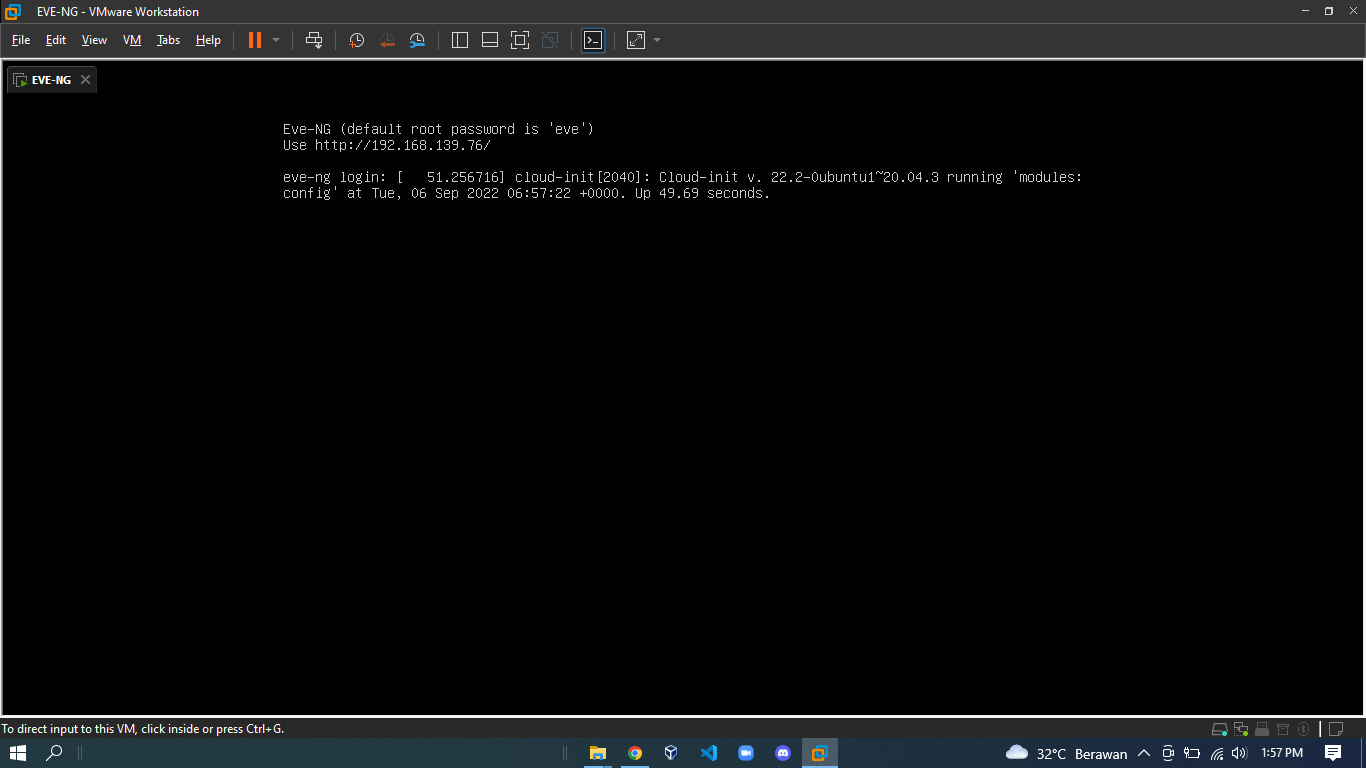 EVE-NG - VMware Workstation
File Edit View VM Tabs Help
EVE-NG
Eve-NG (default root password is 'eve')
Use http://192.168.139.76/
eve-ng login: [   51.256716] cloud-init[2040]: Cloud-init v. 22.2-0ubuntu1~20.04.3 running 'modules:
config' at Tue, 06 Sep 2022 06:57:22 +0000. Up 49.69 seconds.
To direct input to this VM, click inside or press Ctrl+G.
32°C Berawan 1:57 PM